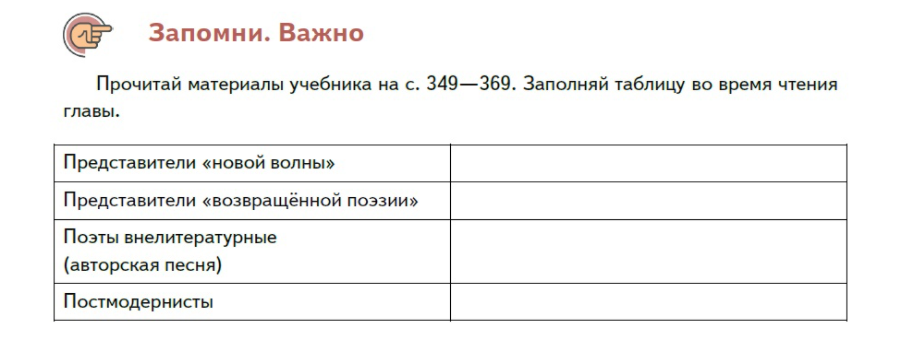 Запомни. Важно
Прочитай материалы учебника на с. 349—369. Заполняй таблицу во время чтения
главы.
Представители «новой волны»
Представители «возвращённой поэзии»
Поэты внелитературные
(авторская песня)
Постмодернисты